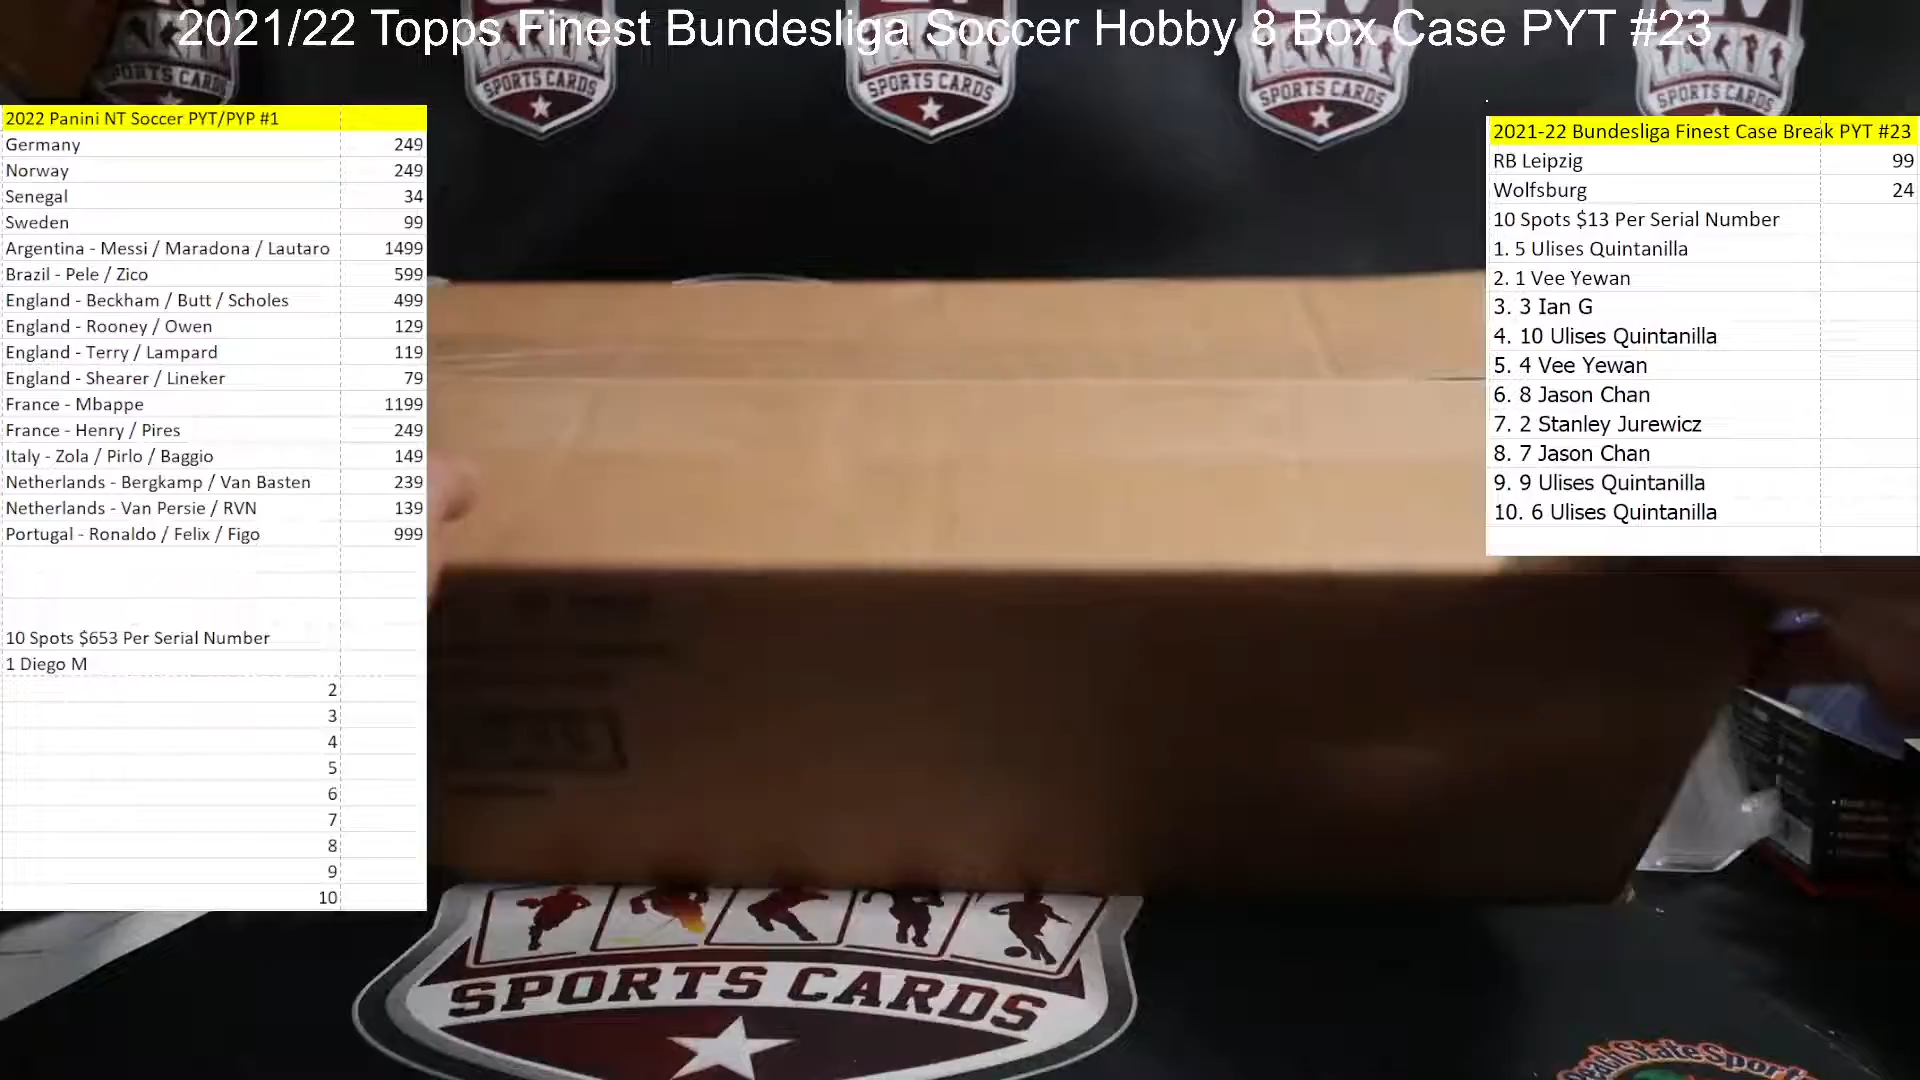 2021/22 Topps Finest Bundesliga Soccer Hobby 8 Box Case PYT #23
SPORTS CARDS
SPORTS CARDS
SPORTS CARDS
SPORTS CARDS
SPORTS CARDS
2022 Panini NT Soccer PYT/PYP #1
Germany 249
Norway 249
Senegal 34
Sweden 99
Argentina - Messi / Maradona / Lautaro 1499
Brazil - Pele / Zico 599
England - Beckham / Butt / Scholes 499
England - Rooney / Owen 129
England - Terry / Lampard 119
England - Shearer / Lineker 79
France - Mbappe 1199
France - Henry / Pires 249
Italy - Zola / Pirlo / Baggio 149
Netherlands - Bergkamp / Van Basten 239
Netherlands - Van Persie / RVN 139
Portugal - Ronaldo / Felix / Figo 999
10 Spots $653 Per Serial Number
1 Diego M
2
3
4
5
6
7
8
9
10
2021-22 Bundesliga Finest Case Break PYT #23
RB Leipzig 99
Wolfsburg 24
10 Spots $13 Per Serial Number
1. 5 Ulises Quintanilla
2. 1 Vee Yewan
3. 3 Ian G
4. 10 Ulises Quintanilla
5. 4 Vee Yewan
6. 8 Jason Chan
7. 2 Stanley Jurewicz
8. 7 Jason Chan
9. 9 Ulises Quintanilla
10. 6 Ulises Quintanilla
SPORTS CARDS
PeachStateSport